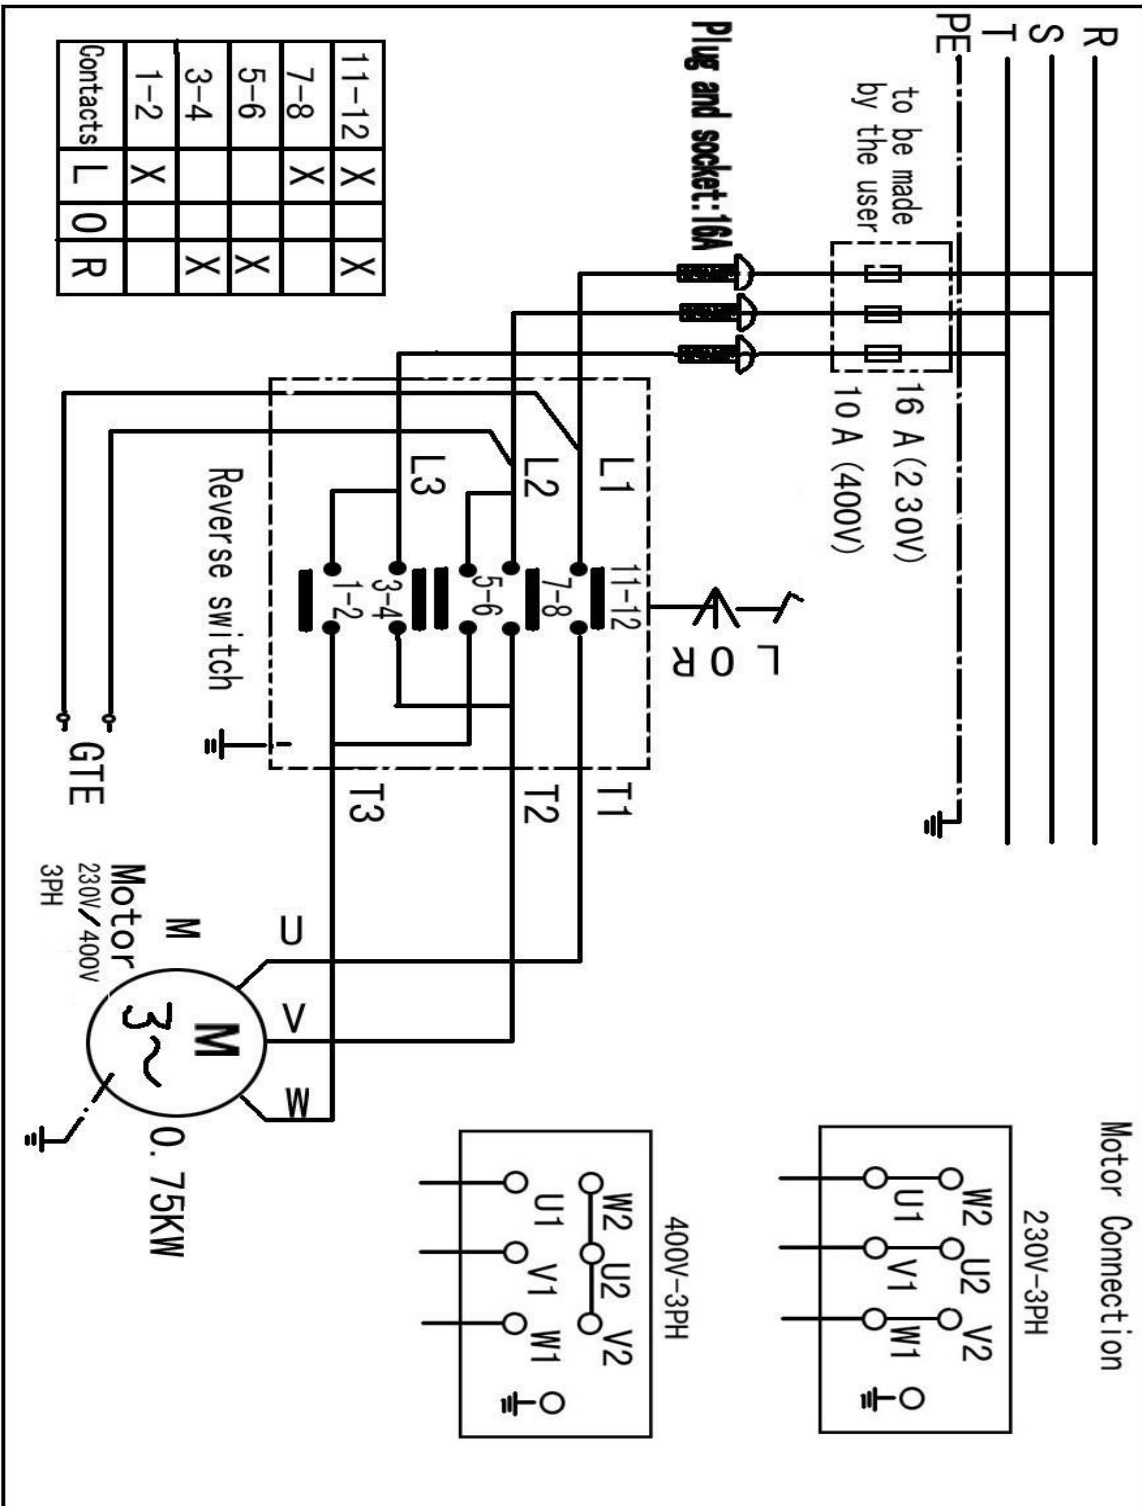 R
S
T
PE
to be made
by the user
16 A (230V)
10 A (400V)
Plug and socket:16A
L1
L2
L3
11-12
7-8
5-6
3-4
1-2
L O R
Reverse switch
T1
T2
T3
GTE
U
V
W
M
Motor
230V/400V
3PH
M
3~
0.75KW
11-12 X X
7-8 X
5-6 X
3-4 X
1-2 X
Contacts L O R
Motor Connection
230V-3PH
W2 U2 V2
U1 V1 W1
400V-3PH
W2 U2 V2
U1 V1 W1